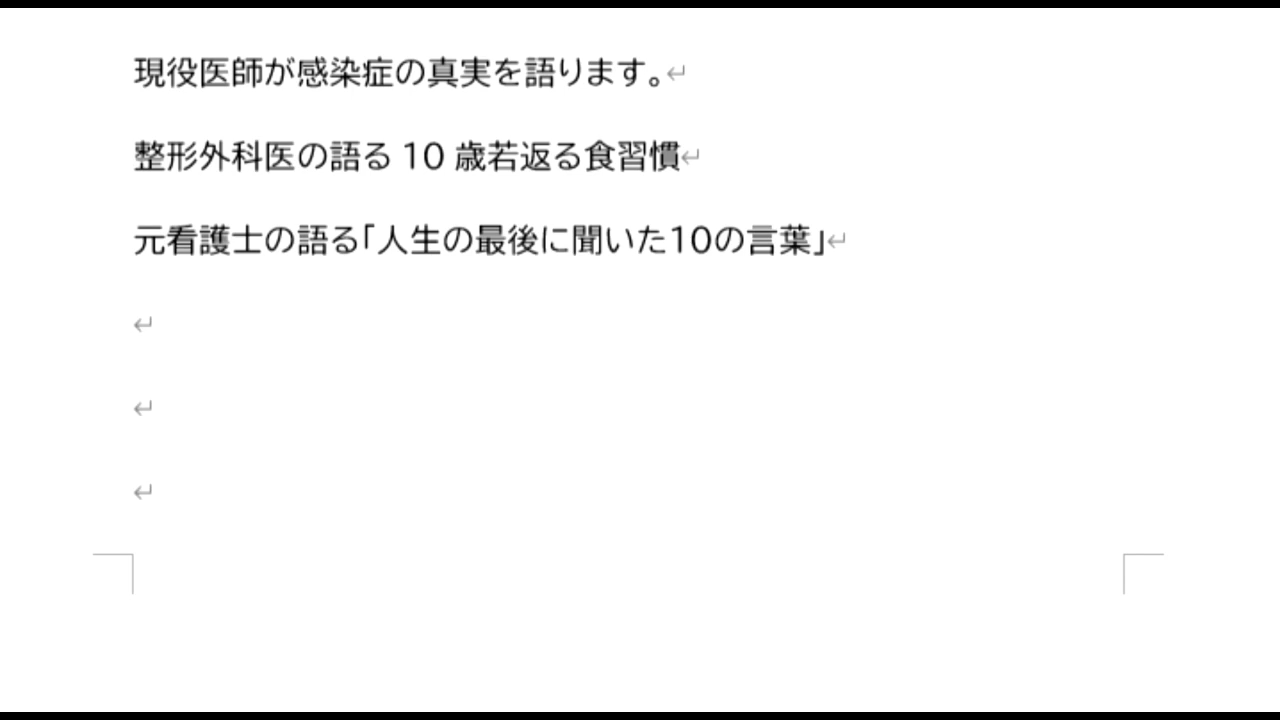 現役医師が感染症の真実を語ります。
整形外科医の語る 10 歳若返る食習慣
元看護士の語る「人生の最後に聞いた10の言葉」